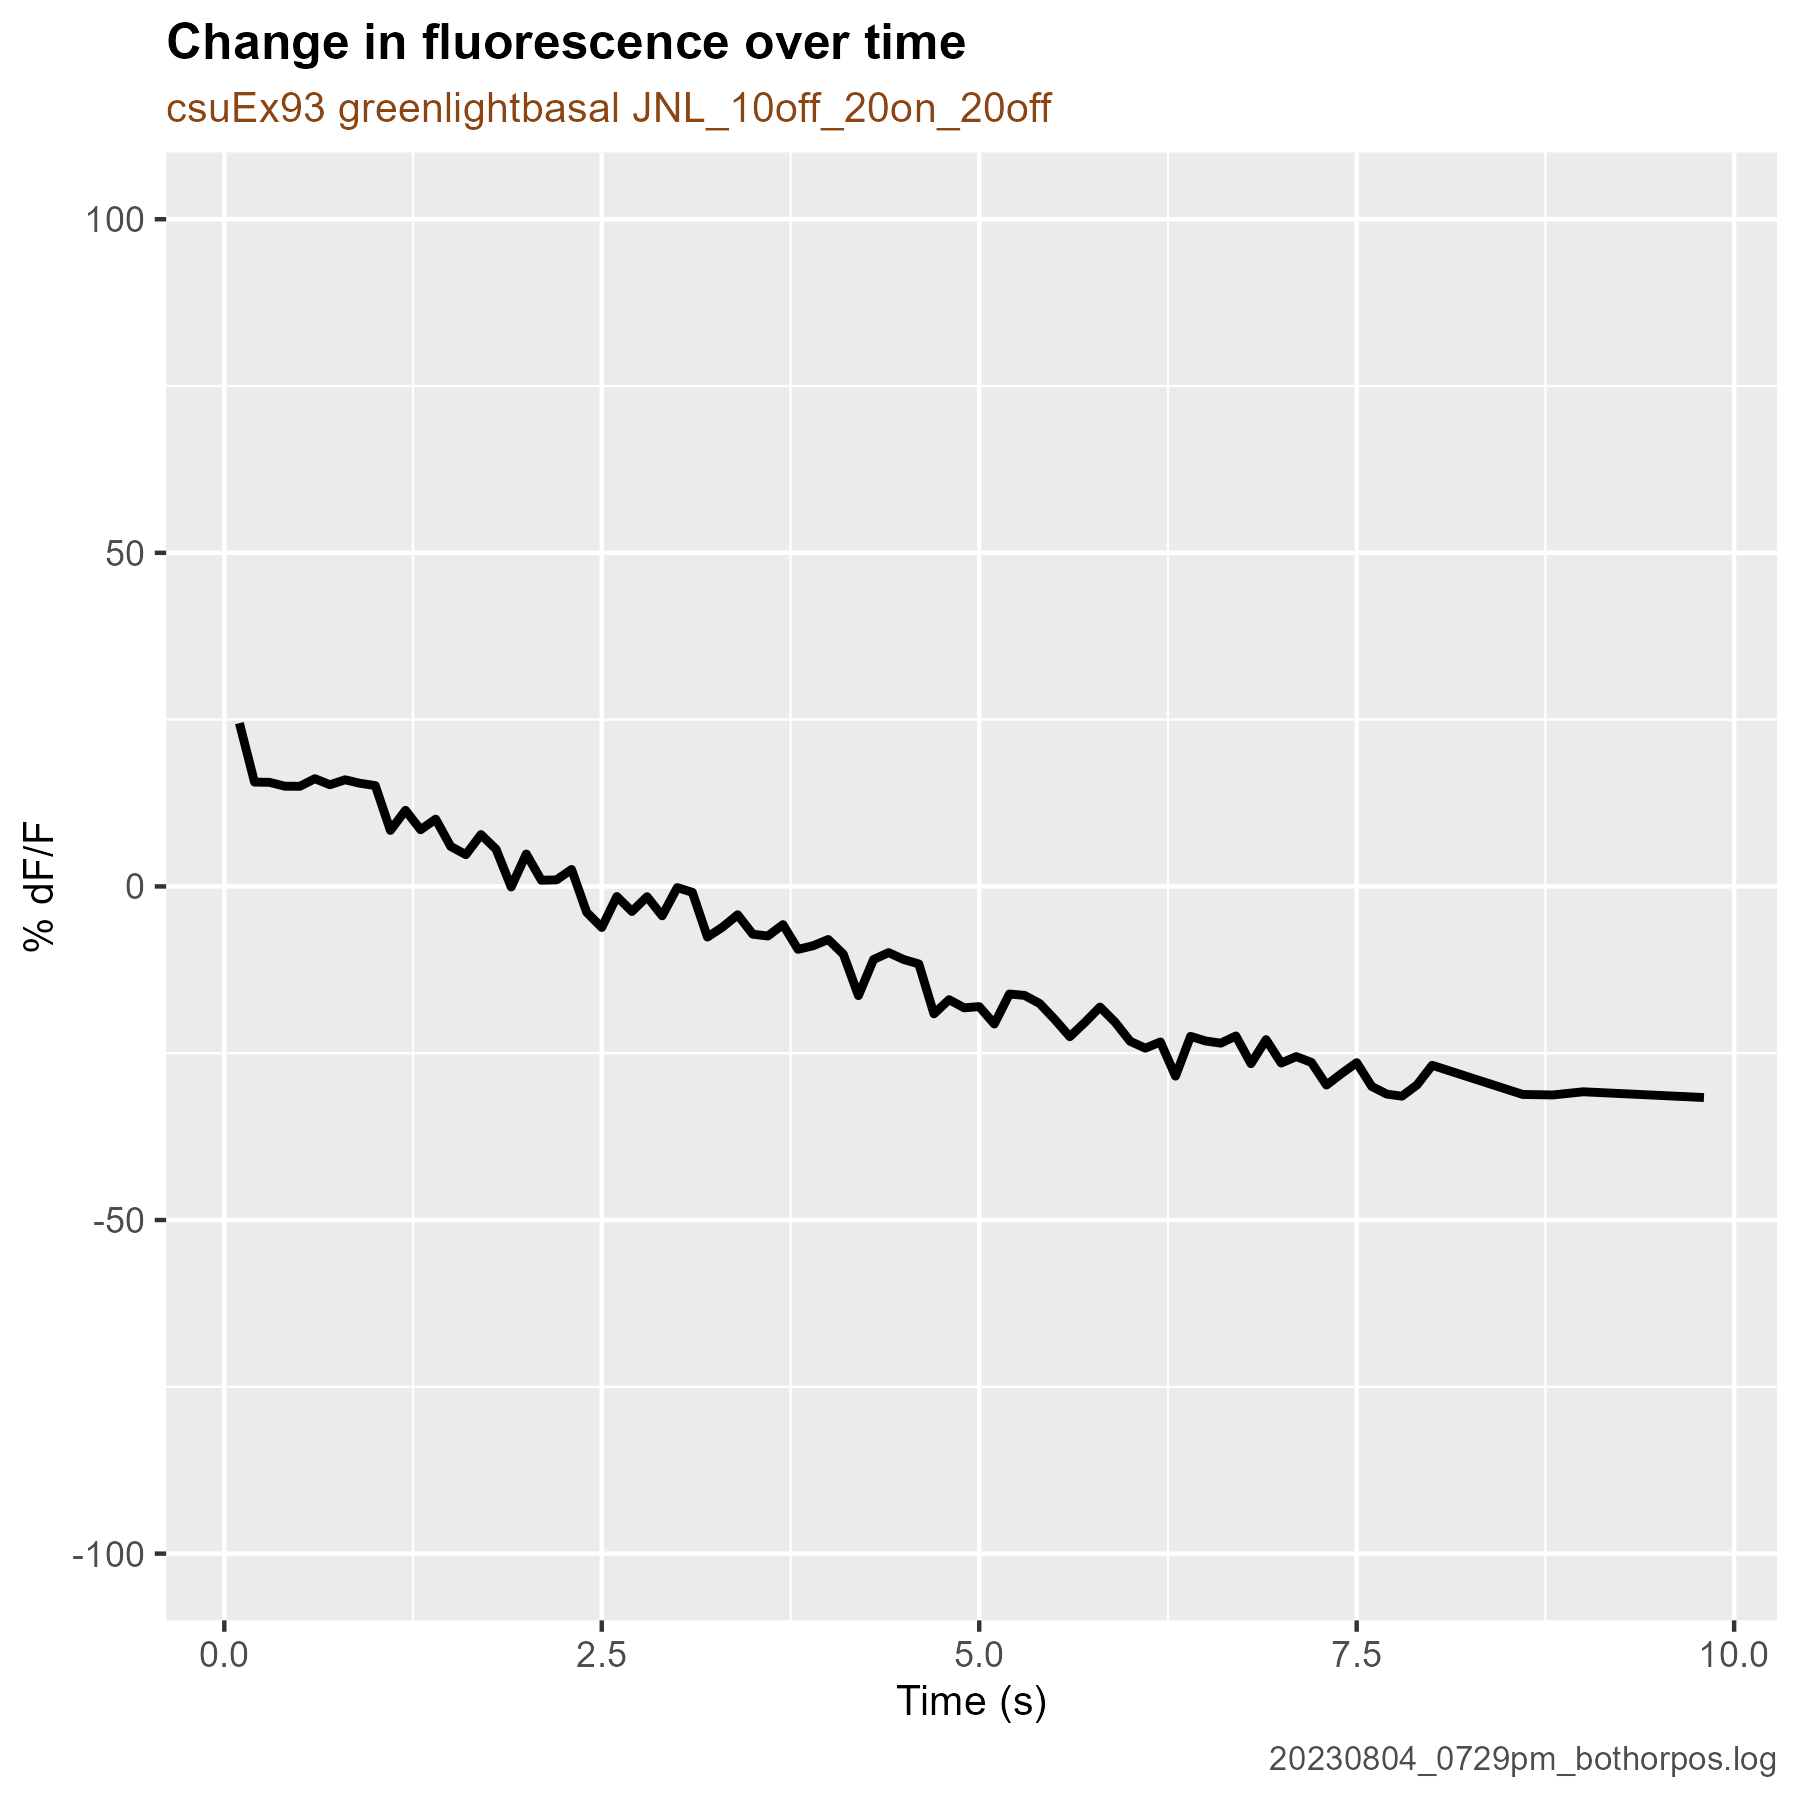 Change in fluorescence over time
csuEx93 greenlightbasal JNL_10off_20on_20off
100
50
0
-50
-100
% dF/F
0.0 2.5 5.0 7.5 10.0
Time (s)
20230804_0729pm_bothorpos.log